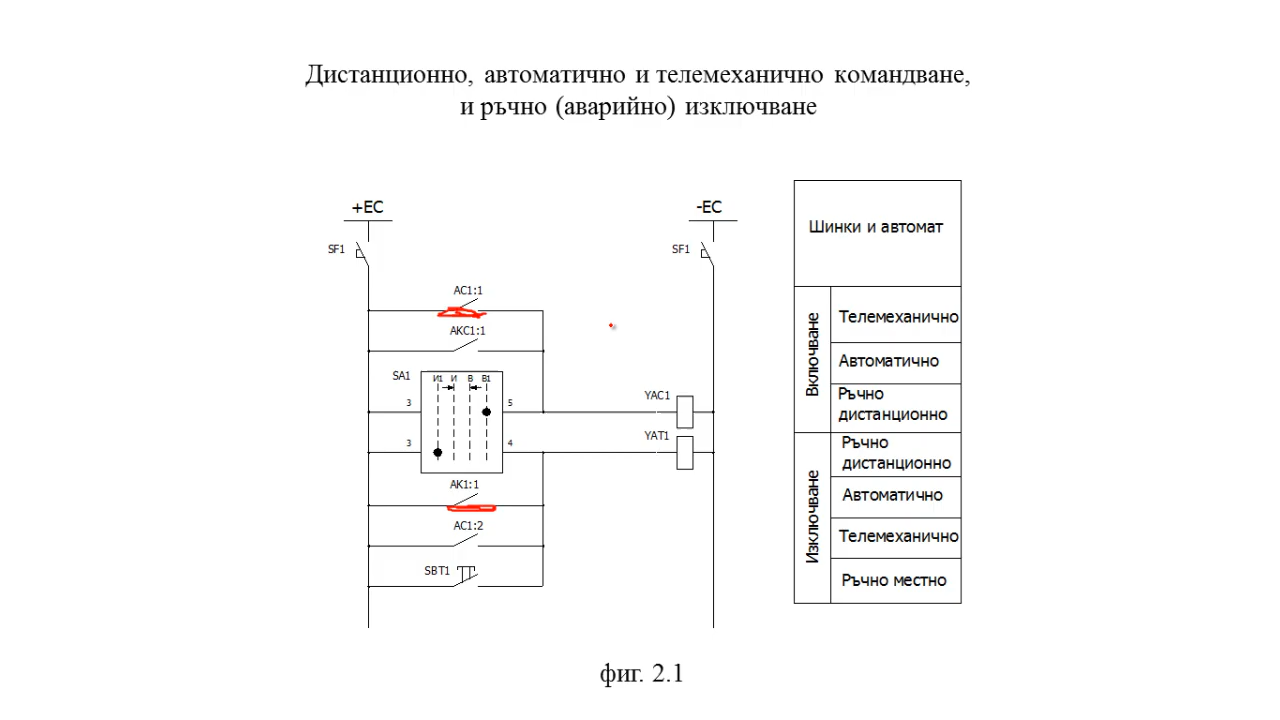 Дистанционно, автоматично и телемеханично командване,
и ръчно (аварийно) изключване
+EC
-EC
SF1
SF1
AC1:1
AKC1:1
SA1
И1 И В В1
3
5
YAC1
3
4
YAT1
AK1:1
AC1:2
SBT1
Шинки и автомат
Включване
Телемеханично
Автоматично
Ръчно
дистанционно
Изключване
Ръчно
дистанционно
Автоматично
Телемеханично
Ръчно местно
фиг. 2.1